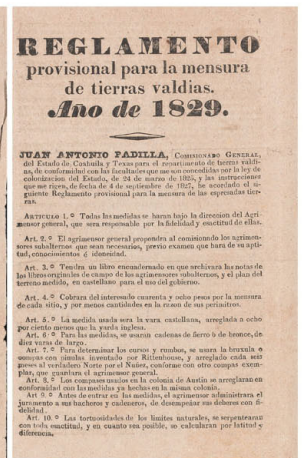 REGLAMENTO
provisional para la mensura
de tierras valdias.
Año de 1829.
JUAN ANTONIO PADILLA, Comisionado General,
del Estado de Coahuila y Texas para el repartimiento de tierras valdi-
as, de conformidad con las facultades que me son concedidas por la ley de
colonizacion del Estado, de 24 de marzo de 1825, y las instrucciones
que me rigen, de fecha de 4 de septiembre de 1827, he acordado el si-
guiente Reglamento provisional para la mensura de las espresadas tier-
ras.
Articulo 1.º Todas las medidas se haran bajo la direccion del Agri-
mensor general, que sera responsable por la fidelidad y exactitud de ellas.
Art. 2.º El agrimensor general propondra al comisionado los agrimen-
sores subalternos que sean necesarios, previo examen que hara de su apti-
tud, conocimientos é idoneidad.
Art. 3.º Tendra un libro encuadernado en que archivara las notas de
los libros originales de campo de los agrimensores subalternos, y el plan del
terreno medido, en castellano para el uso del gobierno.
Art. 4.º Cobrara del interesado cuarenta y ocho pesos por la mensura
de cada sitio, y por menos cantidades en la razon de sus periimitros.
Art. 5.º La medida usada sera la vara castellana, arreglada a ocho
por ciento menos que la yarda inglesa.
Art. 6.º Para las medidas, se usaran cadenas de fierro ó de bronce, de
diez varas de largo.
Art. 7.º Para determinar los curcos y rumbos, se usara la bruxula o
compas con nivelas inventado por Rittenhouse, y arreglado cada seis
meses al verdadero Norte por el Nuñez, conforme con otro compas exem-
plar, que guardara el agrimensor general.
Art. 8.º Los compases usados en la colonia de Austin se arreglaran en
conformidad con las medidas ya hechas en la misma colonia.
Art. 9.º Antes de entrar en las medidas, el agrimensor administrara el
juramento a sus hacheros y cadeneros, de desempeñar sus deberes con fi-
delidad.
Art. 10.º Las tortuosidades de los limites naturales, se serpentearan
con toda exactitud, y en cuanto sea posible, se calcularan por latitud y
diferencia.